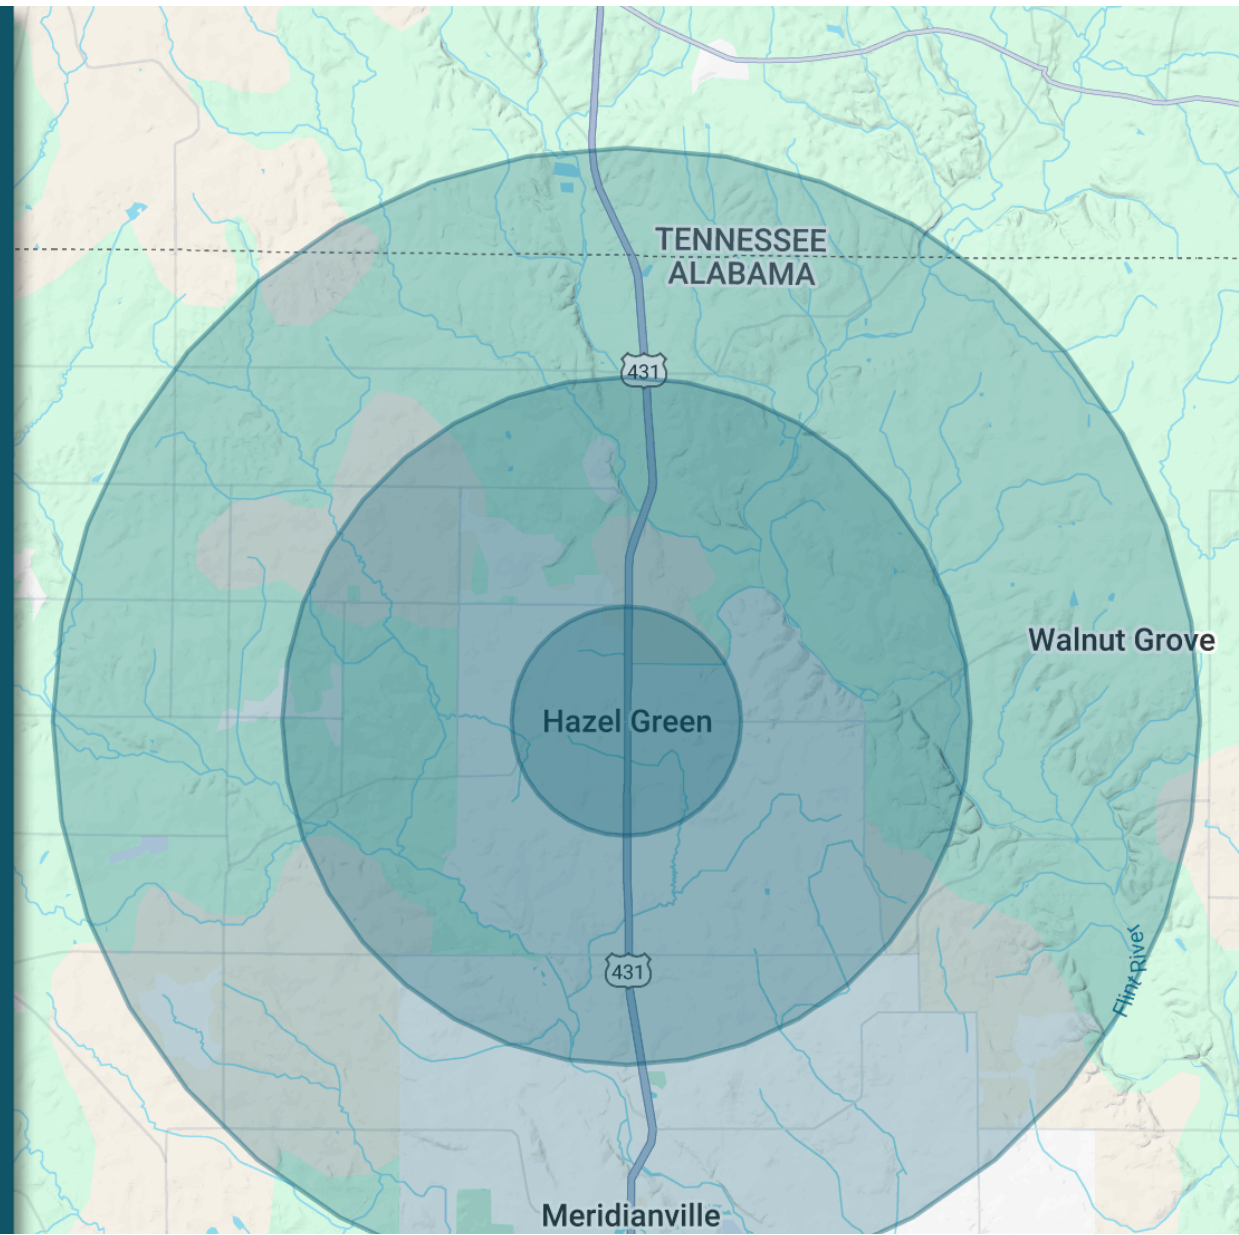 TENNESSEE
ALABAMA
431
Walnut Grove
Hazel Green
Flint River
431
Meridianville